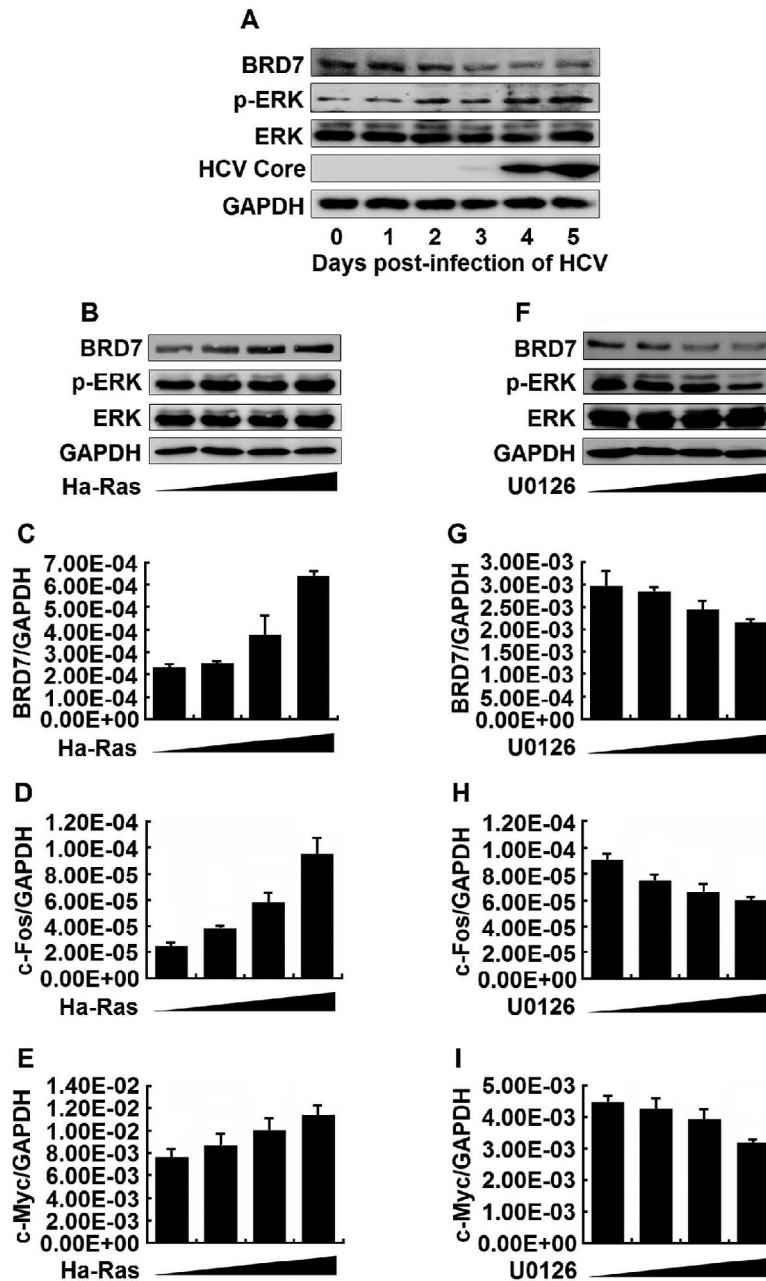 A
BRD7
p-ERK
ERK
HCV Core
GAPDH
0 1 2 3 4 5
Days post-infection of HCV
B
BRD7
p-ERK
ERK
GAPDH
Ha-Ras
F
BRD7
p-ERK
ERK
GAPDH
U0126
C
BRD7/GAPDH
7.00E-04
6.00E-04
5.00E-04
4.00E-04
3.00E-04
2.00E-04
1.00E-04
0.00E+00
Ha-Ras
G
BRD7/GAPDH
3.00E-03
2.50E-03
2.00E-03
1.50E-03
1.00E-03
5.00E-04
0.00E+00
U0126
D
c-Fos/GAPDH
1.20E-04
1.00E-04
8.00E-05
6.00E-05
4.00E-05
2.00E-05
0.00E+00
Ha-Ras
H
c-Fos/GAPDH
1.20E-04
1.00E-04
8.00E-05
6.00E-05
4.00E-05
2.00E-05
0.00E+00
U0126
E
c-Myc/GAPDH
1.40E-02
1.20E-02
1.00E-02
8.00E-03
6.00E-03
4.00E-03
2.00E-03
0.00E+00
Ha-Ras
I
c-Myc/GAPDH
5.00E-03
4.00E-03
3.00E-03
2.00E-03
1.00E-03
0.00E+00
U0126